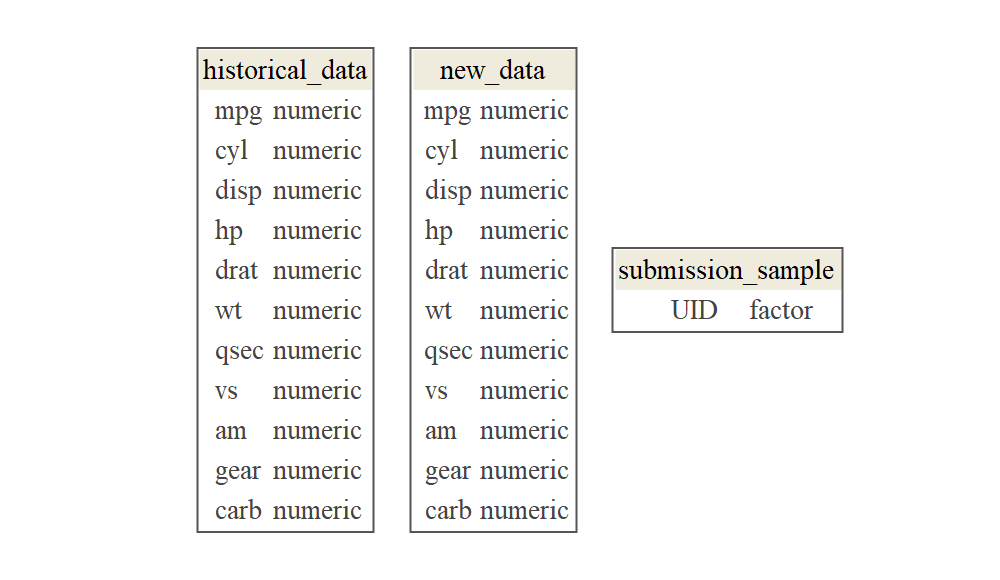 historical_data
mpg numeric
cyl numeric
disp numeric
hp numeric
drat numeric
wt numeric
qsec numeric
vs numeric
am numeric
gear numeric
carb numeric
new_data
mpg numeric
cyl numeric
disp numeric
hp numeric
drat numeric
wt numeric
qsec numeric
vs numeric
am numeric
gear numeric
carb numeric
submission_sample
UID factor